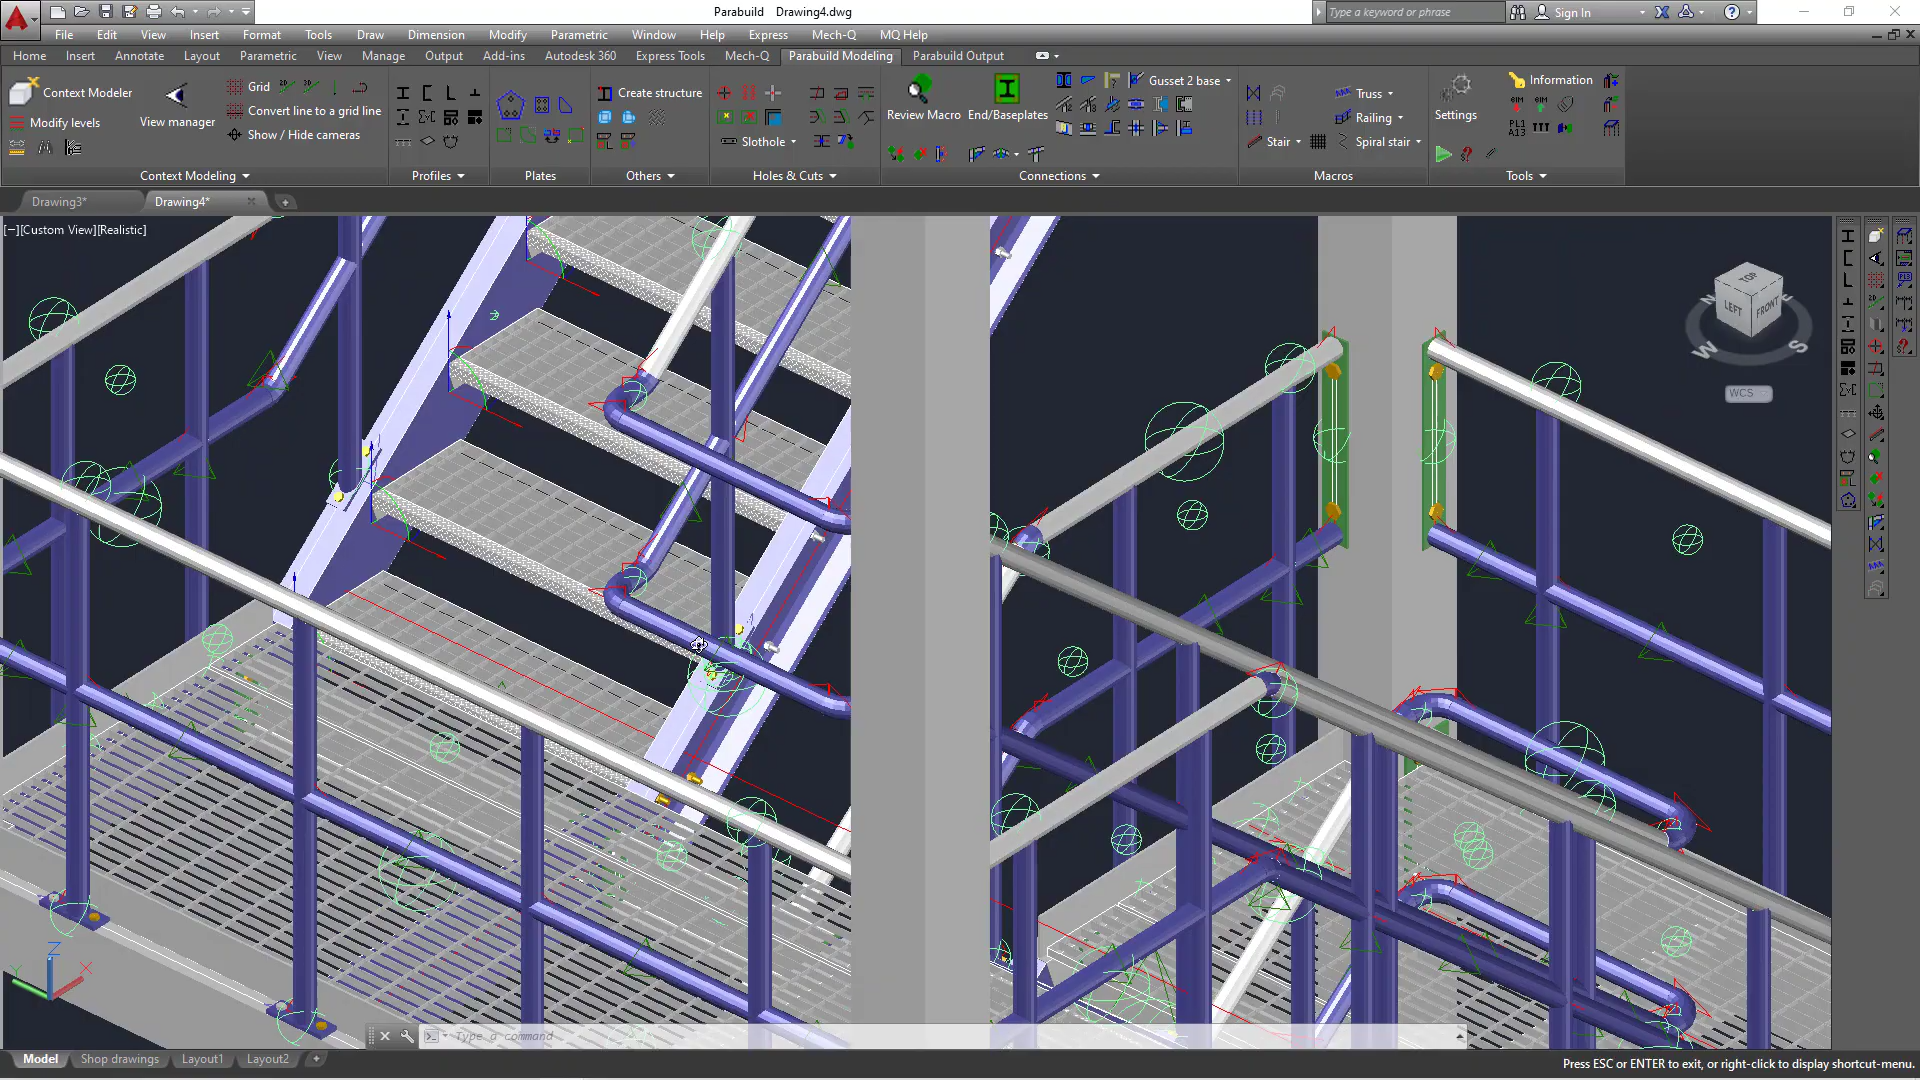 Parabuild Drawing4.dwg
Type a keyword or phrase
Sign In
File Edit View Insert Format Tools Draw Dimension Modify Parametric Window Help Express Mech-Q MQ Help
Home Insert Annotate Layout Parametric View Manage Output Add-ins Autodesk 360 Express Tools Mech-Q Parabuild Modeling Parabuild Output
Context Modeler
Modify levels
View manager
Grid
Convert line to a grid line
Show / Hide cameras
Create structure
Slothole
Review Macro
End/Baseplates
Gusset 2 base
Truss
Railing
Stair
Spiral stair
Settings
Information
PL1
A13
Context Modeling Profiles Plates Others Holes & Cuts Connections Macros Tools
Drawing3* Drawing4*
[−][Custom View][Realistic]
TOP
LEFT FRONT
N E
W S
WCS
Z
Y X
Type a command
Model Shop drawings Layout1 Layout2
Press ESC or ENTER to exit, or right-click to display shortcut-menu.